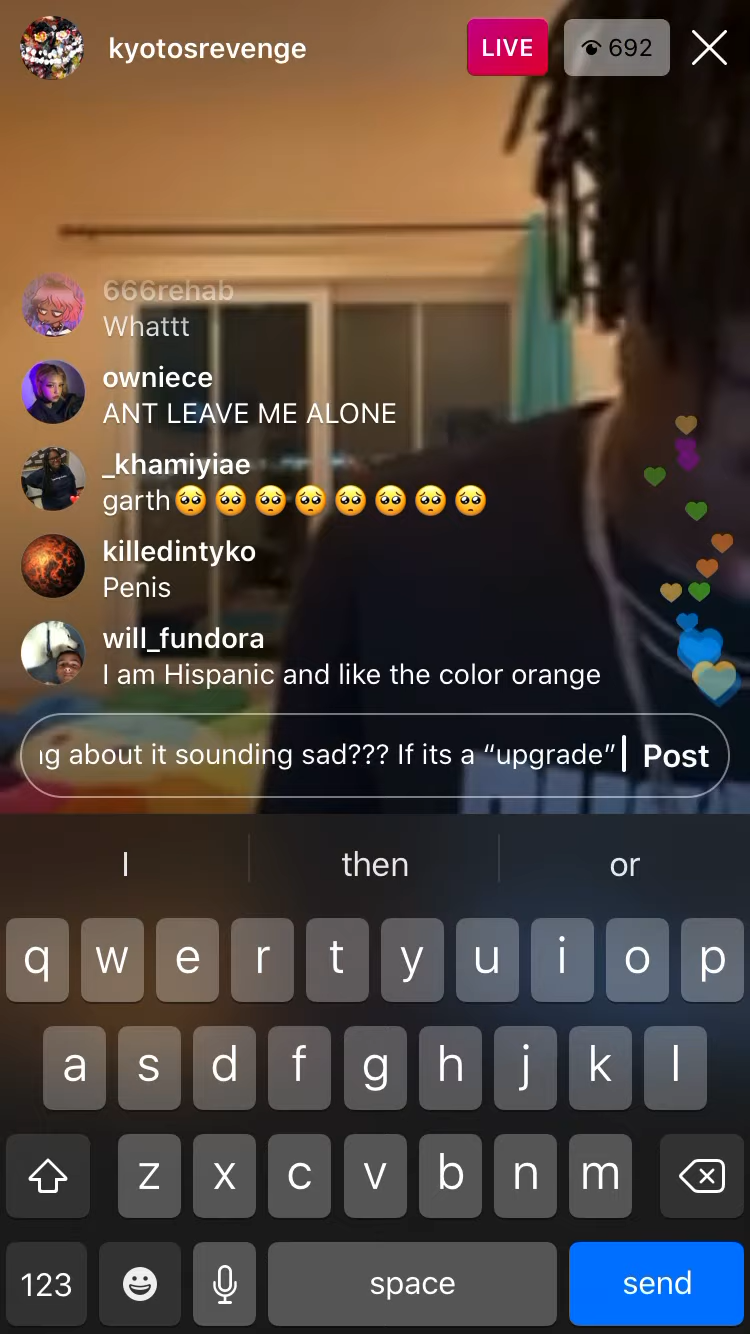 kyotosrevenge
LIVE
692
666rehab
Whattt
owniece
ANT LEAVE ME ALONE
_khamiyiae
garth🥺 🥺 🥺 🥺 🥺 🥺 🥺 🥺
killedintyko
Penis
will_fundora
I am Hispanic and like the color orange
ng about it sounding sad??? If its a “upgrade” Post
I then or
q w e r t y u i o p
a s d f g h j k l
z x c v b n m
123 space send